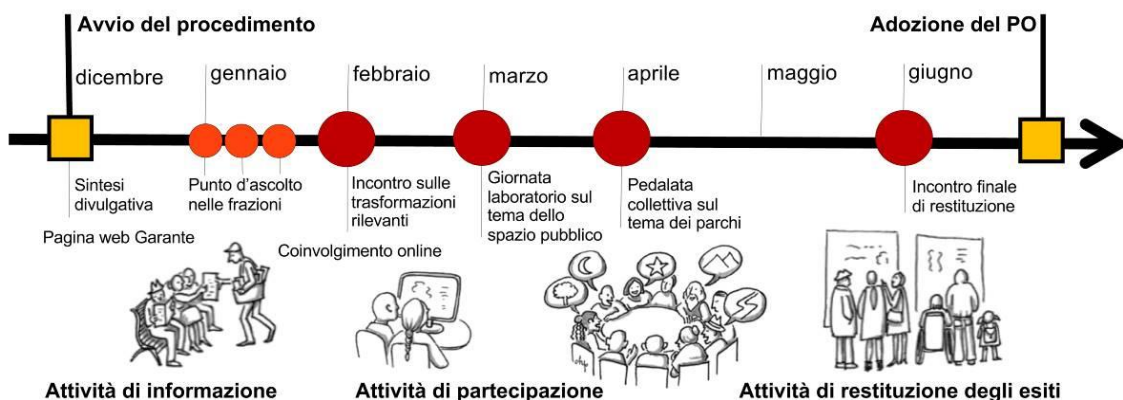 Avvio del procedimento
Adozione del PO
dicembre
gennaio
febbraio
marzo
aprile
maggio
giugno
Sintesi
divulgativa
Punto d'ascolto
nelle frazioni
Incontro sulle
trasformazioni
rilevanti
Giornata
laboratorio sul
tema dello
spazio pubblico
Pedalata
collettiva sul
tema dei parchi
Incontro finale
di restituzione
Pagina web Garante
Coinvolgimento online
Attività di informazione
Attività di partecipazione
Attività di restituzione degli esiti